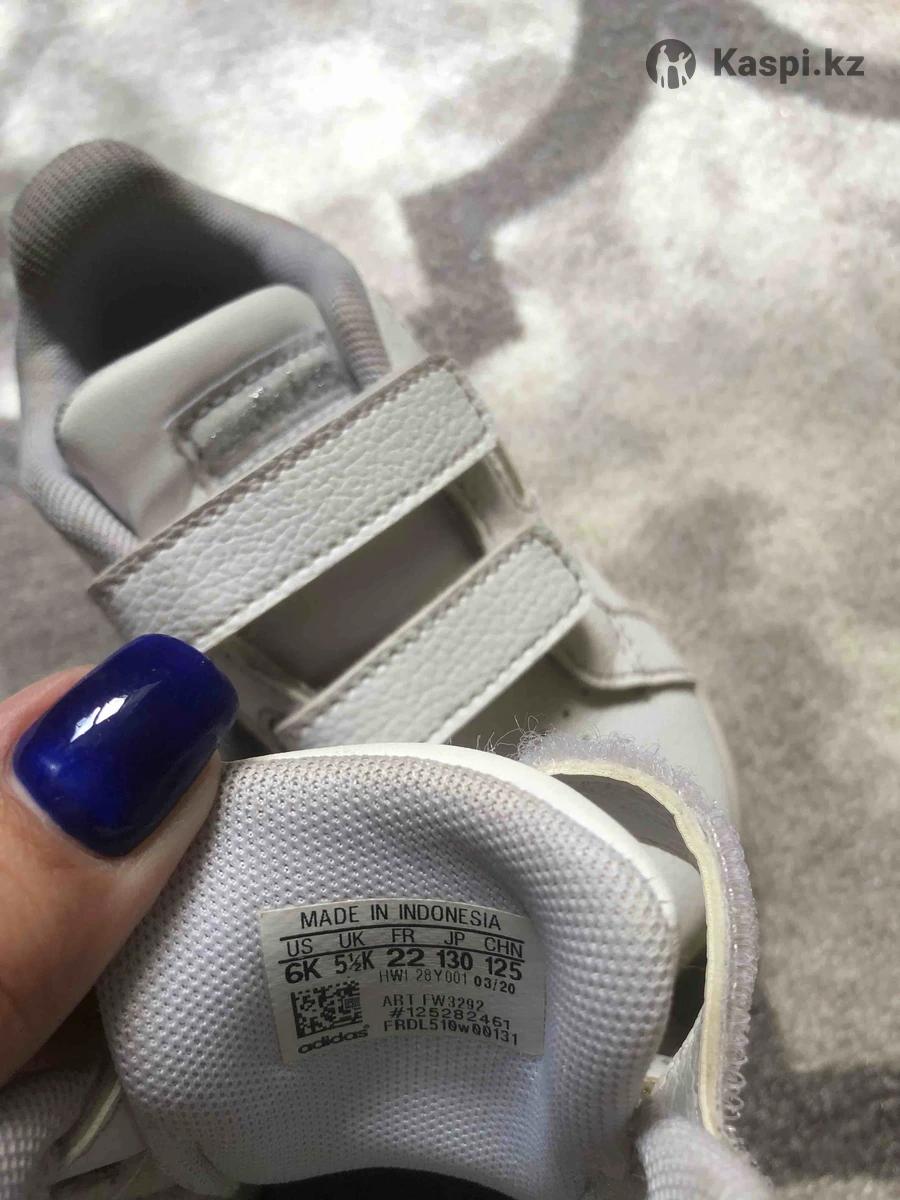 Kaspi.kz
MADE IN INDONESIA
US UK FR JP CHN
6K 5½K 22 130 125
HWI 28Y001 03/20
ART FW3292
#125282461
FRDL510w00131
adidas